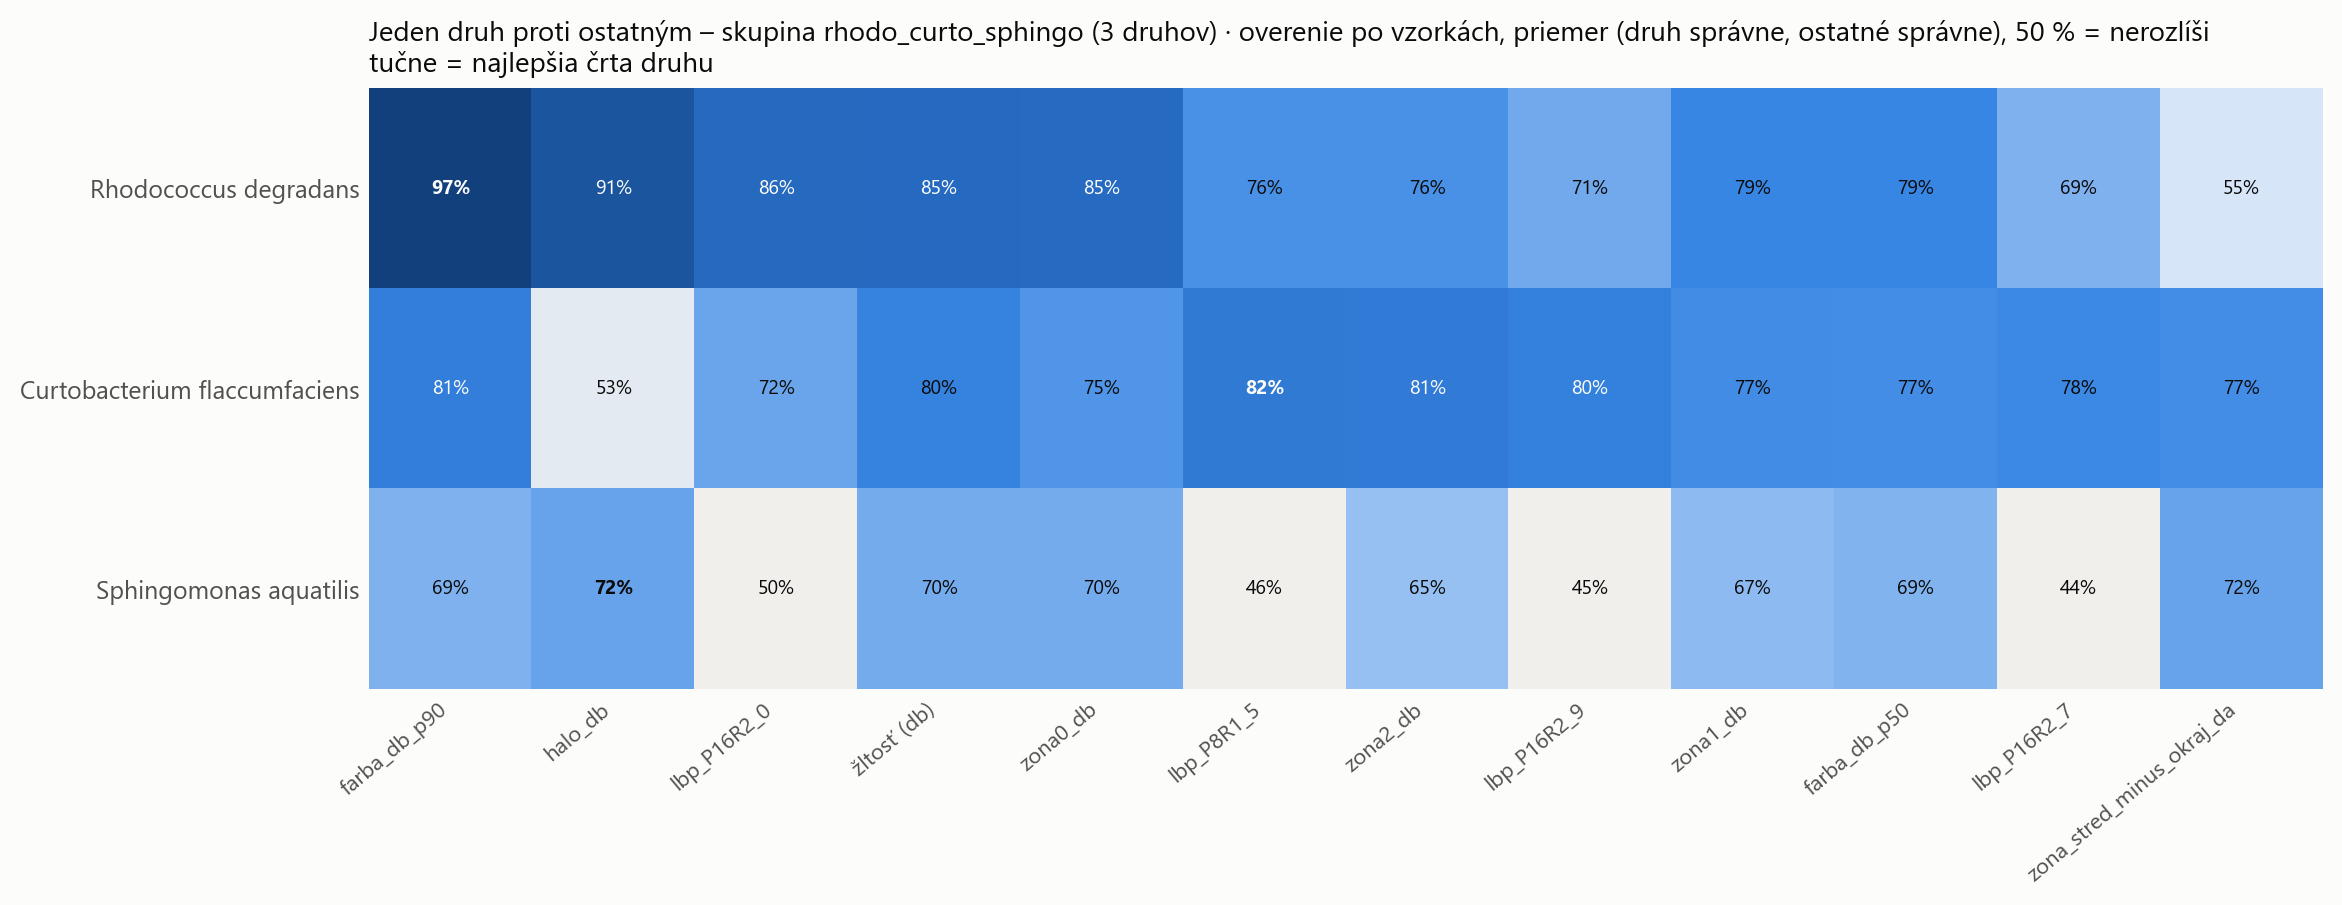 Jeden druh proti ostatným – skupina rhodo_curto_sphingo (3 druhov) · overenie po vzorkách, priemer (druh správne, ostatné správne), 50 % = nerozlíši
tučne = najlepšia črta druhu
Rhodococcus degradans 97% 91% 86% 85% 85% 76% 76% 71% 79% 79% 69% 55%
Curtobacterium flaccumfaciens 81% 53% 72% 80% 75% 82% 81% 80% 77% 77% 78% 77%
Sphingomonas aquatilis 69% 72% 50% 70% 70% 46% 65% 45% 67% 69% 44% 72%
farba_db_p90 halo_db lbp_P16R2_0 žltosť (db) zona0_db lbp_P8R1_5 zona2_db lbp_P16R2_9 zona1_db farba_db_p50 lbp_P16R2_7 zona_stred_minus_okraj_da